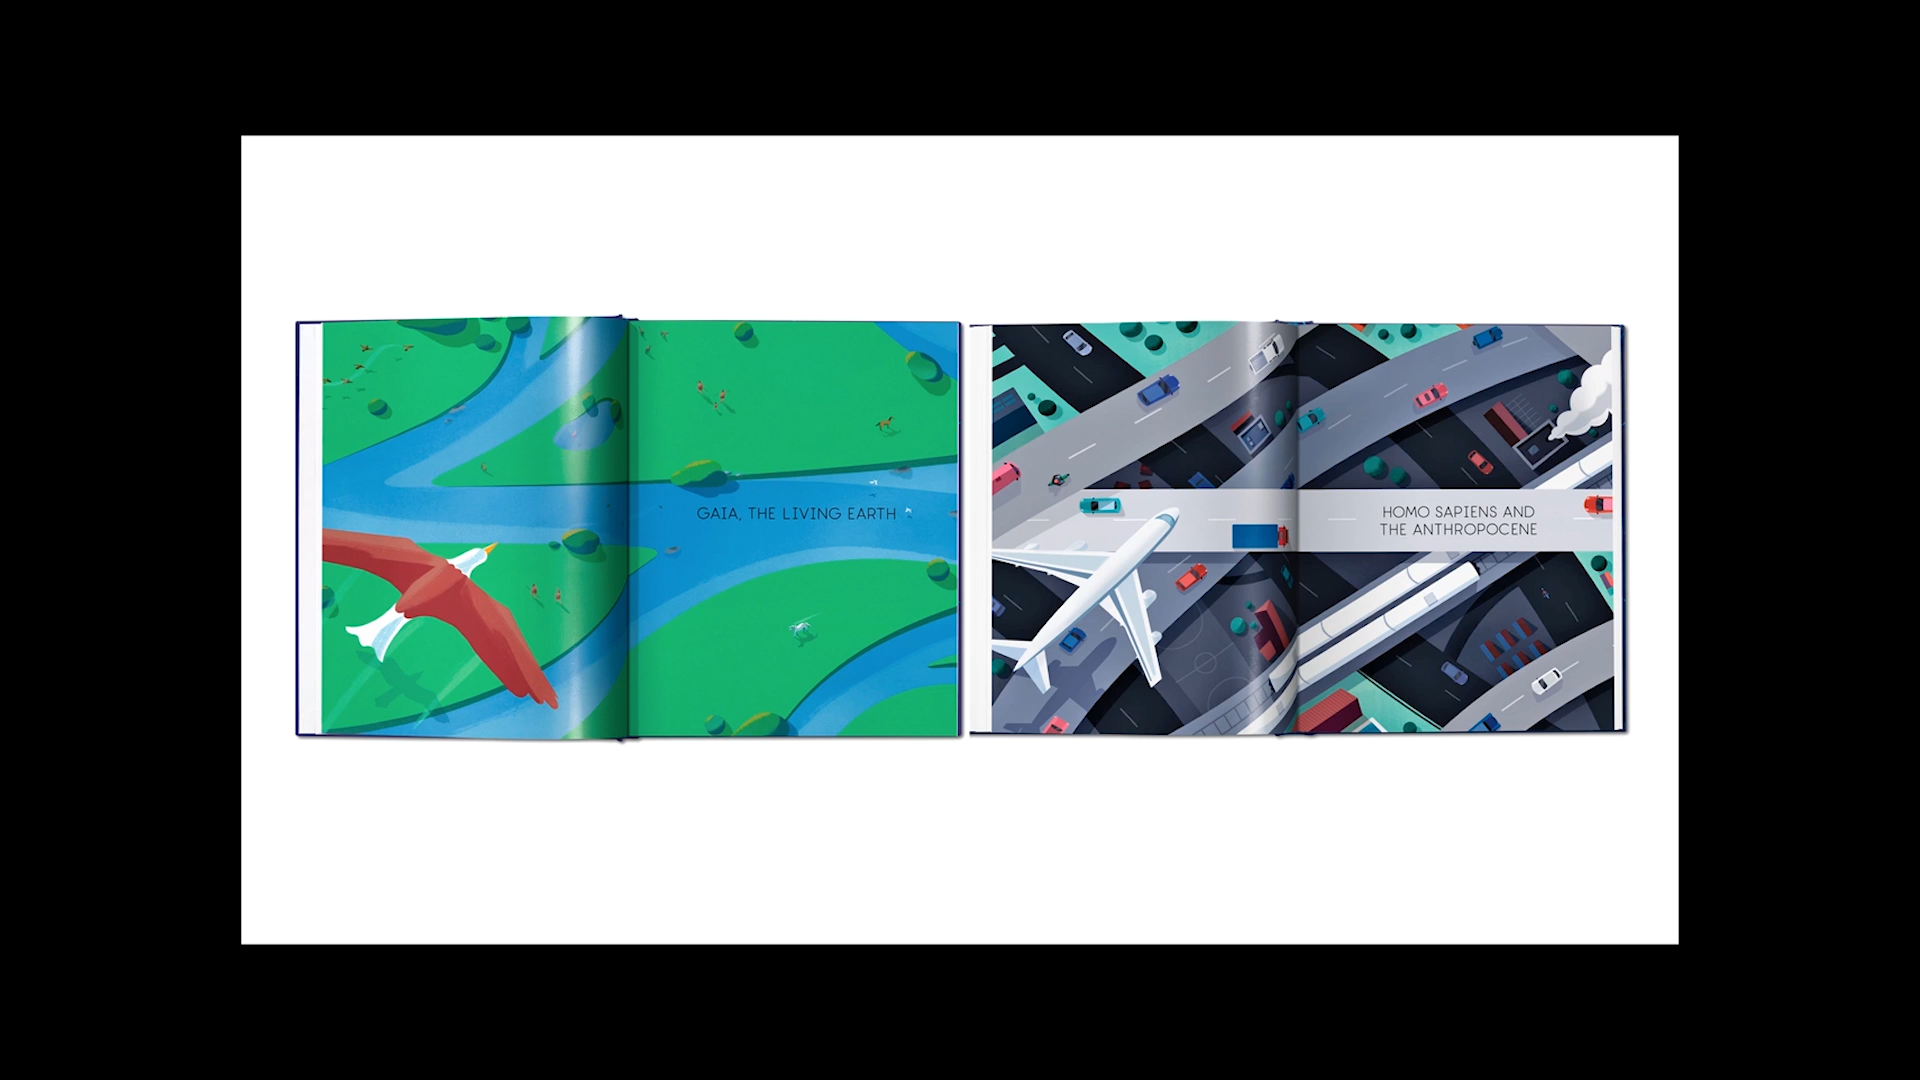 GAIA, THE LIVING EARTH
HOMO SAPIENS AND
THE ANTHROPOCENE